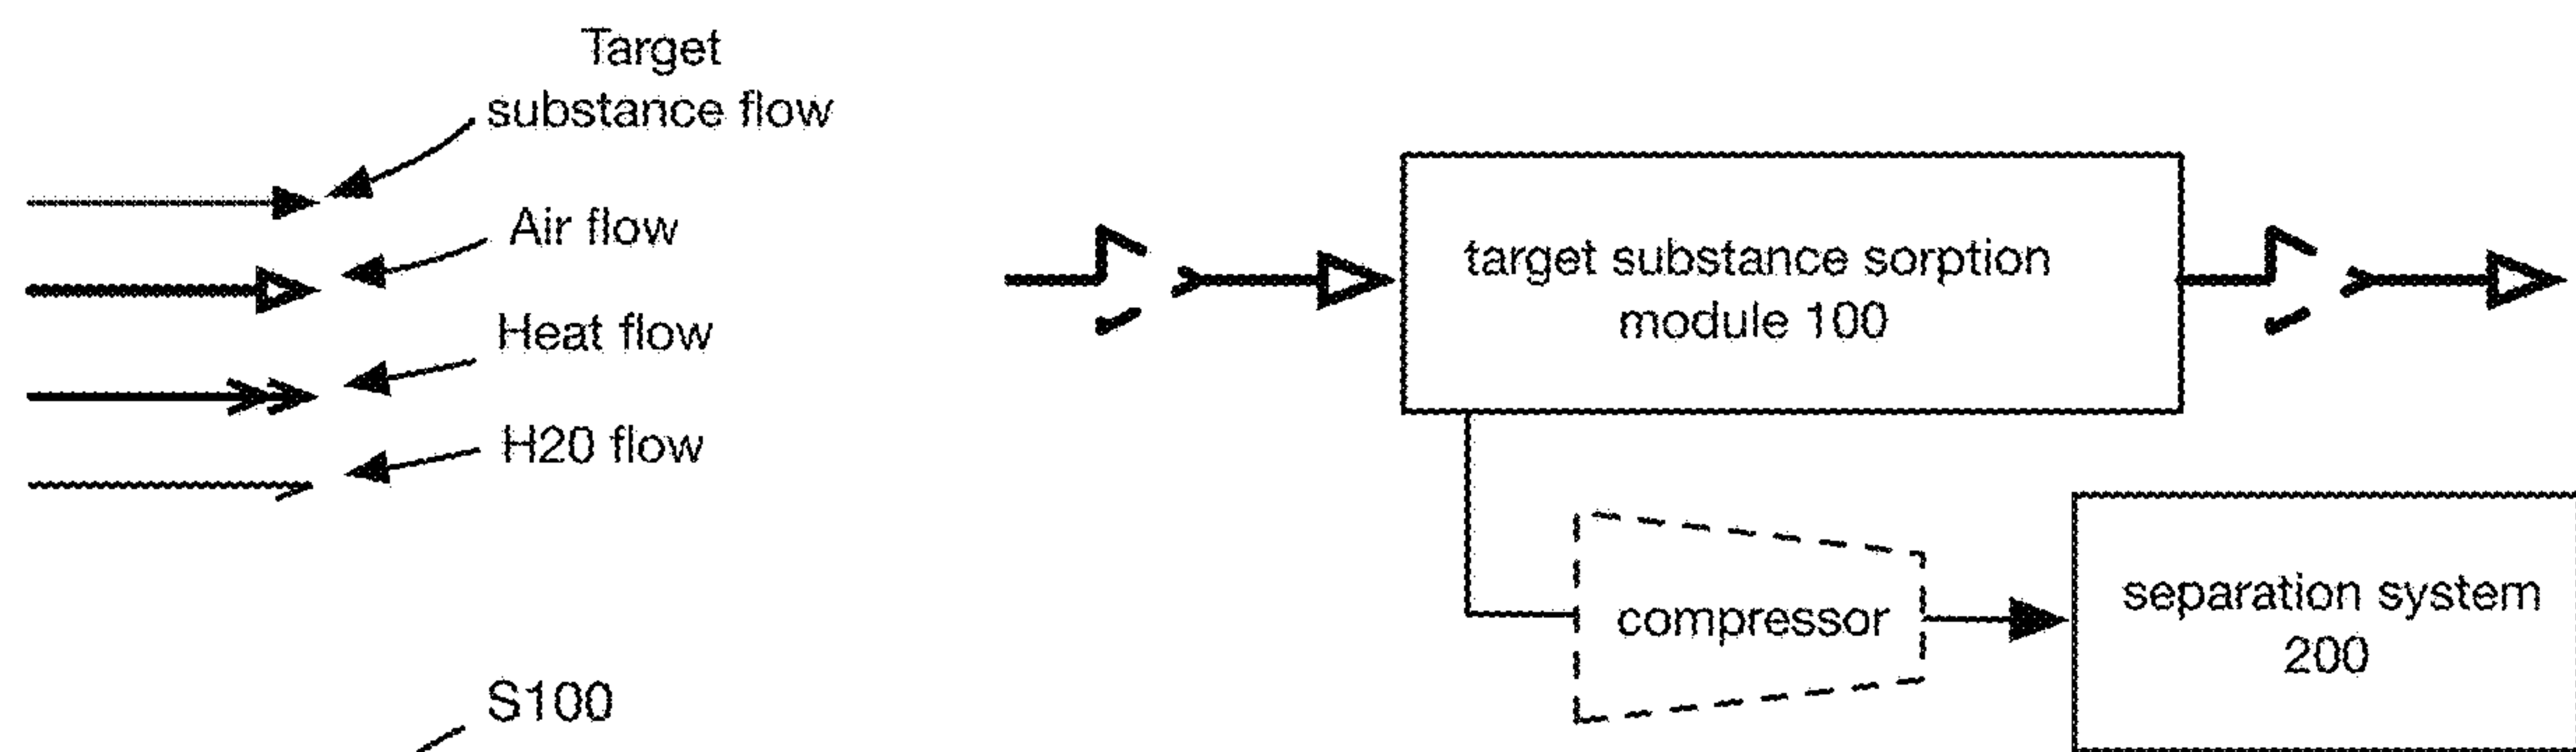 Target
substance flow
Air flow
Heat flow
H20 flow
target substance sorption
module 100
compressor
separation system
200
S100